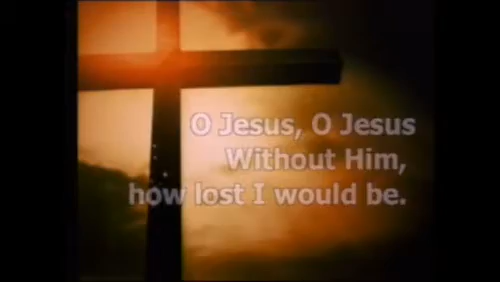 O Jesus, O Jesus
Without Him,
how lost I would be.